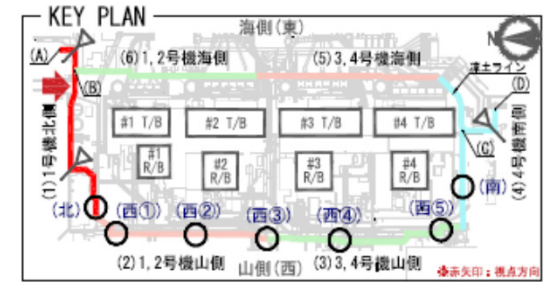 KEY PLAN
海側(東)
N
(A)
(6)1,2号機海側
(5)3,4号機海側
凍土ライン
(B)
(D)
#1 T/B
#2 T/B
#3 T/B
#4 T/B
(C)
(1)1号機北側
#1
R/B
#2
R/B
#3
R/B
#4
R/B
(4)4号機南側
(北)
(西①)
(西②)
(西③)
(西④)
(西⑤)
(南)
(2)1,2号機山側
山側(西)
(3)3,4号機山側
赤矢印:視点方向